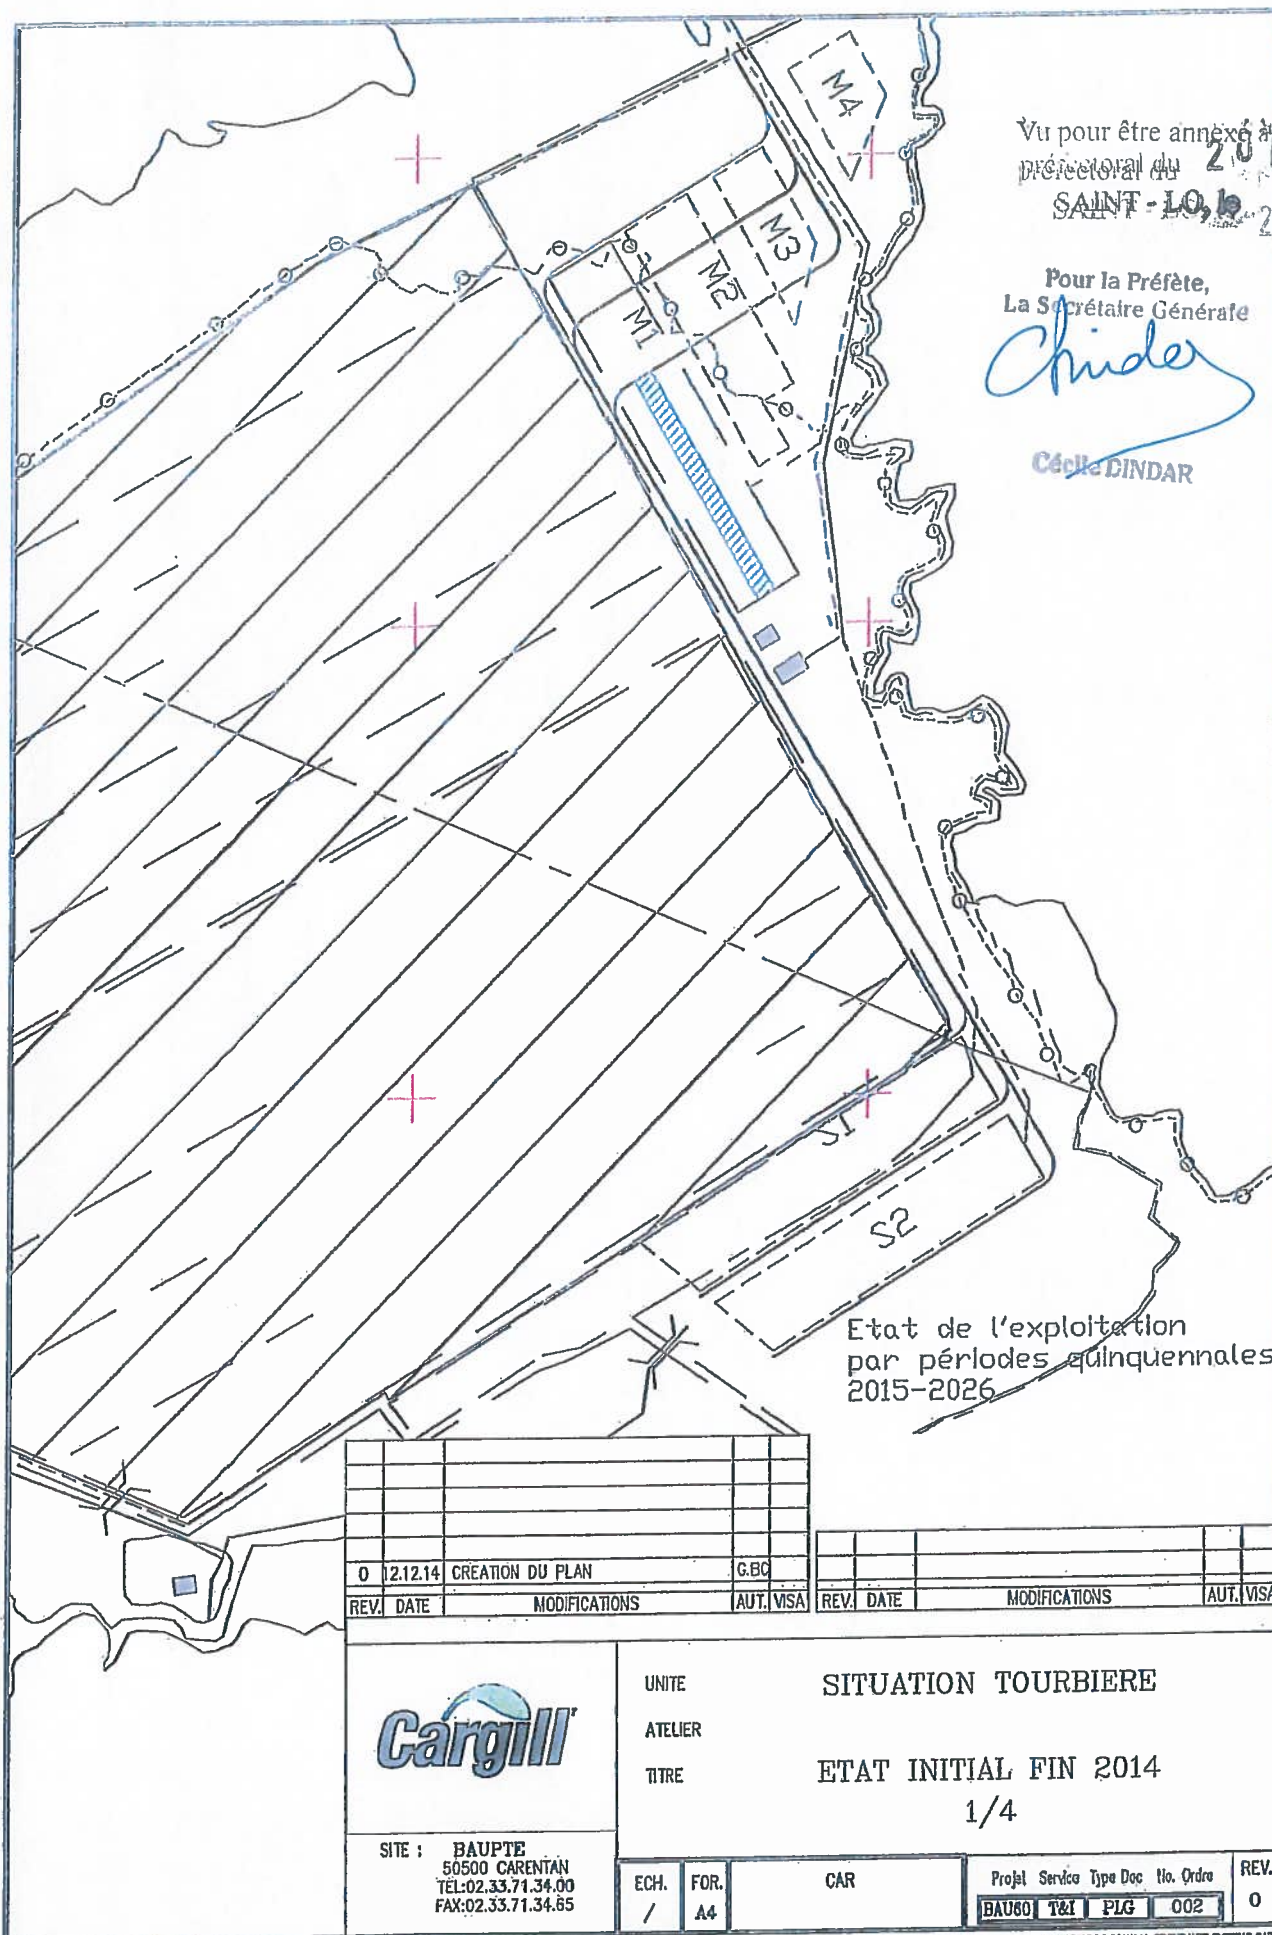 M4
Vu pour être annexé à
préfectoral du 20
SAINT - LO, le 2
M3
M2
M1
Pour la Préfète,
La Secrétaire Générale
Cécile DINDAR
S1
S2
Etat de l'exploitation
par périodes quinquennales
2015-2026
0 12.12.14 CREATION DU PLAN G.BC
REV. DATE MODIFICATIONS AUT. VISA
REV. DATE MODIFICATIONS AUT. VISA
Cargill
UNITE SITUATION TOURBIERE
ATELIER
TITRE ETAT INITIAL FIN 2014
1/4
SITE : BAUPTE
50500 CARENTAN
TEL:02.33.71.34.00
FAX:02.33.71.34.65
ECH. FOR. CAR Projet Service Type Doc No. Ordre REV.
/ A4 BAU60 T&I PLG 002 0